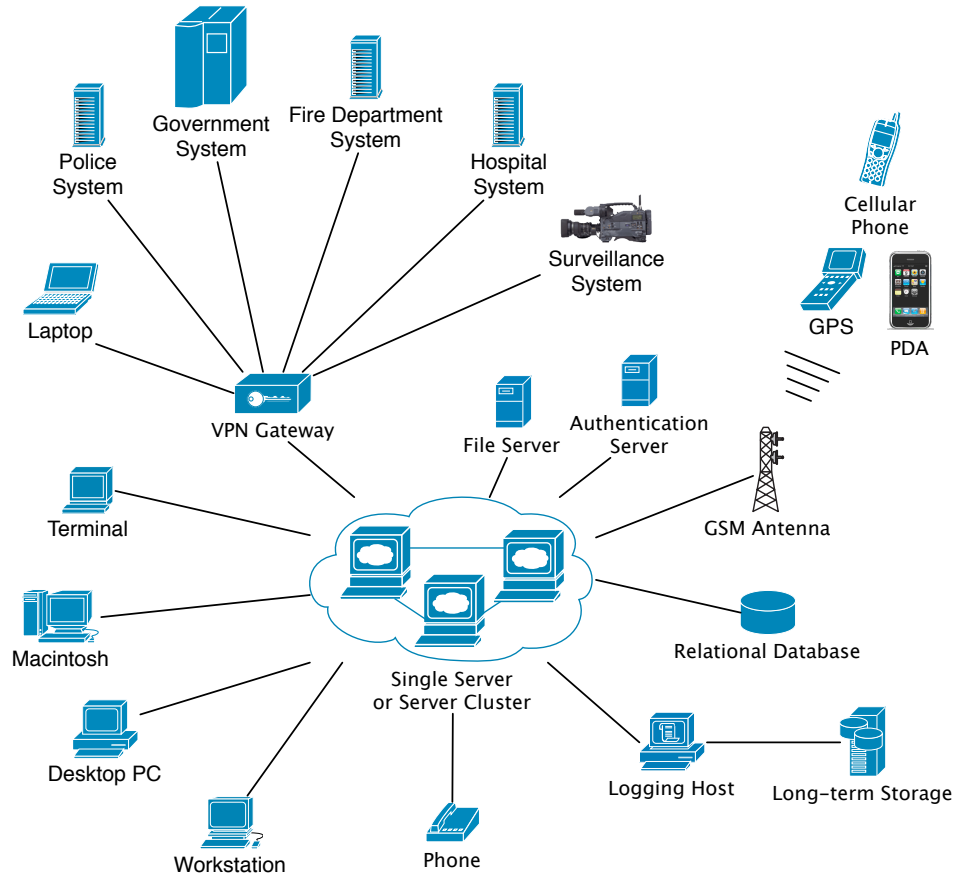 Police
System
Government
System
Fire Department
System
Hospital
System
Cellular
Phone
Surveillance
System
Laptop
GPS
PDA
VPN Gateway
File Server
Authentication
Server
Terminal
GSM Antenna
Macintosh
Relational Database
Single Server
or Server Cluster
Desktop PC
Logging Host
Long-term Storage
Workstation
Phone